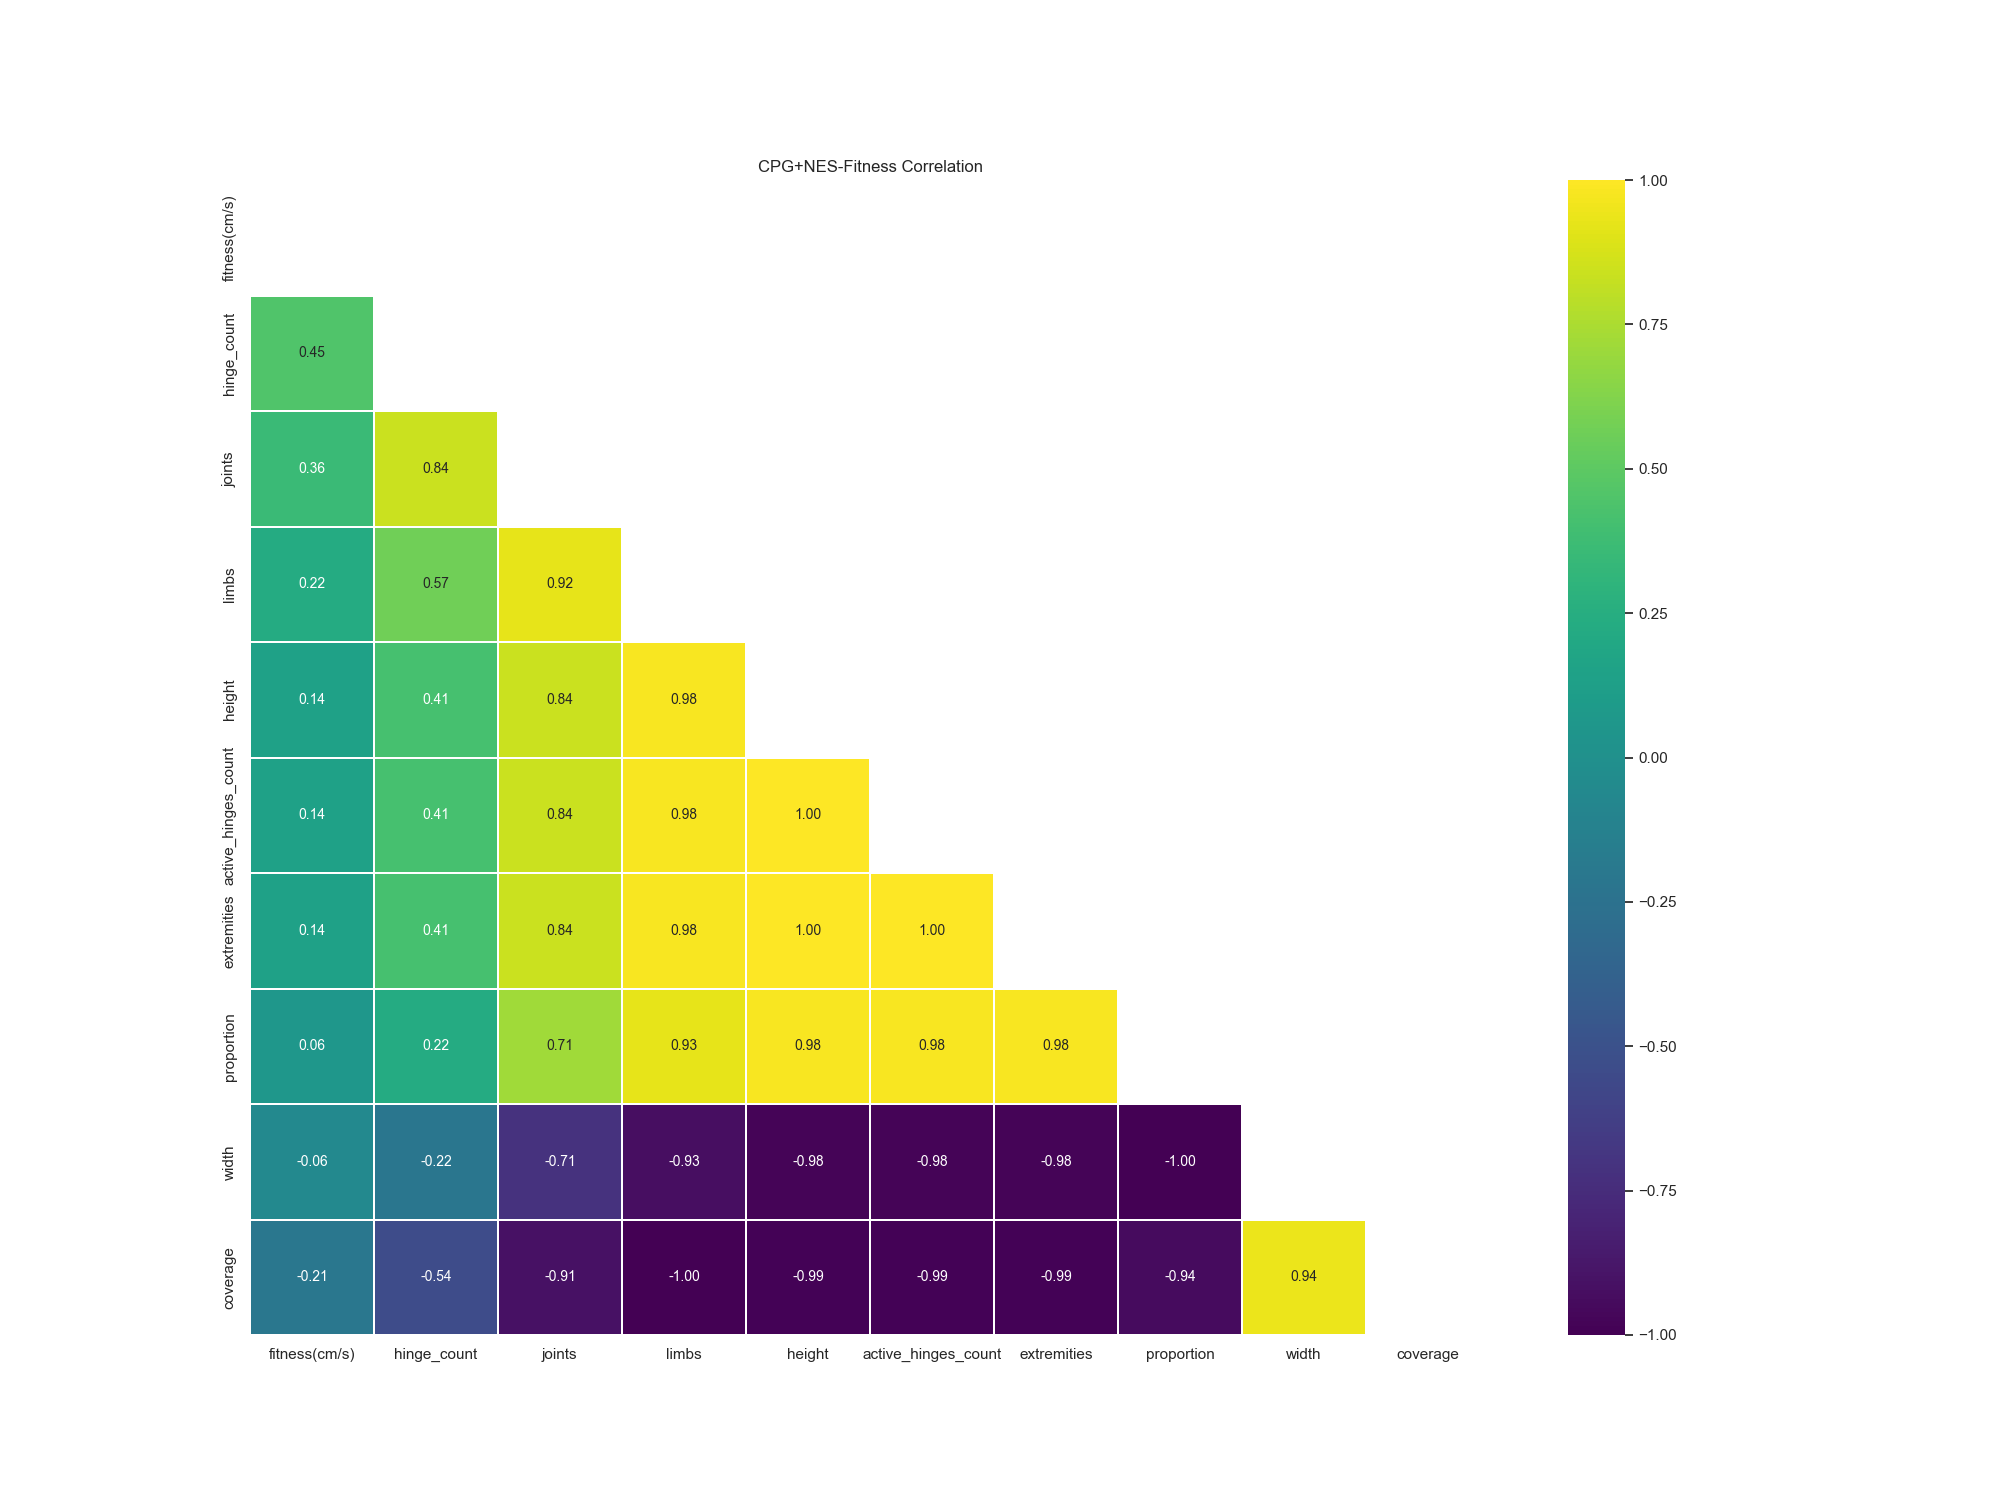 CPG+NES-Fitness Correlation
fitness(cm/s)
hinge_count
0.45
joints
0.36 0.84
limbs
0.22 0.57 0.92
height
0.14 0.41 0.84 0.98
active_hinges_count
0.14 0.41 0.84 0.98 1.00
extremities
0.14 0.41 0.84 0.98 1.00 1.00
proportion
0.06 0.22 0.71 0.93 0.98 0.98 0.98
width
-0.06 -0.22 -0.71 -0.93 -0.98 -0.98 -0.98 -1.00
coverage
-0.21 -0.54 -0.91 -1.00 -0.99 -0.99 -0.99 -0.94 0.94
fitness(cm/s) hinge_count joints limbs height active_hinges_count extremities proportion width coverage
1.00
0.75
0.50
0.25
0.00
−0.25
−0.50
−0.75
−1.00